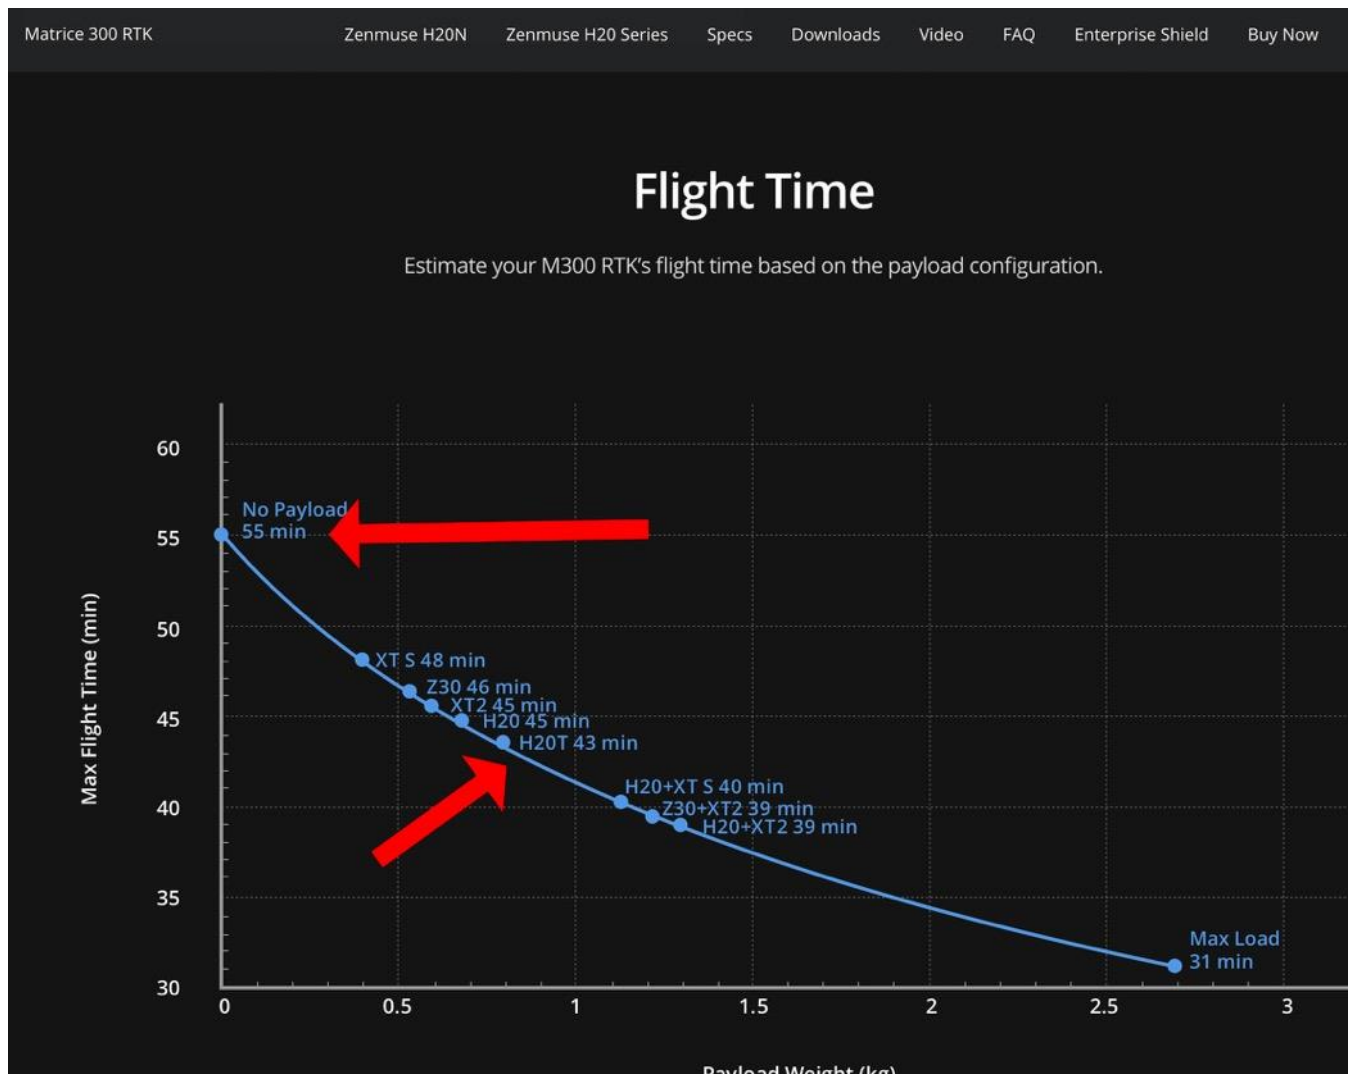 Matrice 300 RTK Zenmuse H20N Zenmuse H20 Series Specs Downloads Video FAQ Enterprise Shield Buy Now
Flight Time
Estimate your M300 RTK's flight time based on the payload configuration.
60
No Payload
55 min
55
Max Flight Time (min)
50
XT S 48 min
Z30 46 min
XT2 45 min
45
H20 45 min
H20T 43 min
H20+XT S 40 min
40
Z30+XT2 39 min
H20+XT2 39 min
35
Max Load
31 min
30
0 0.5 1 1.5 2 2.5 3
Payload Weight (kg)